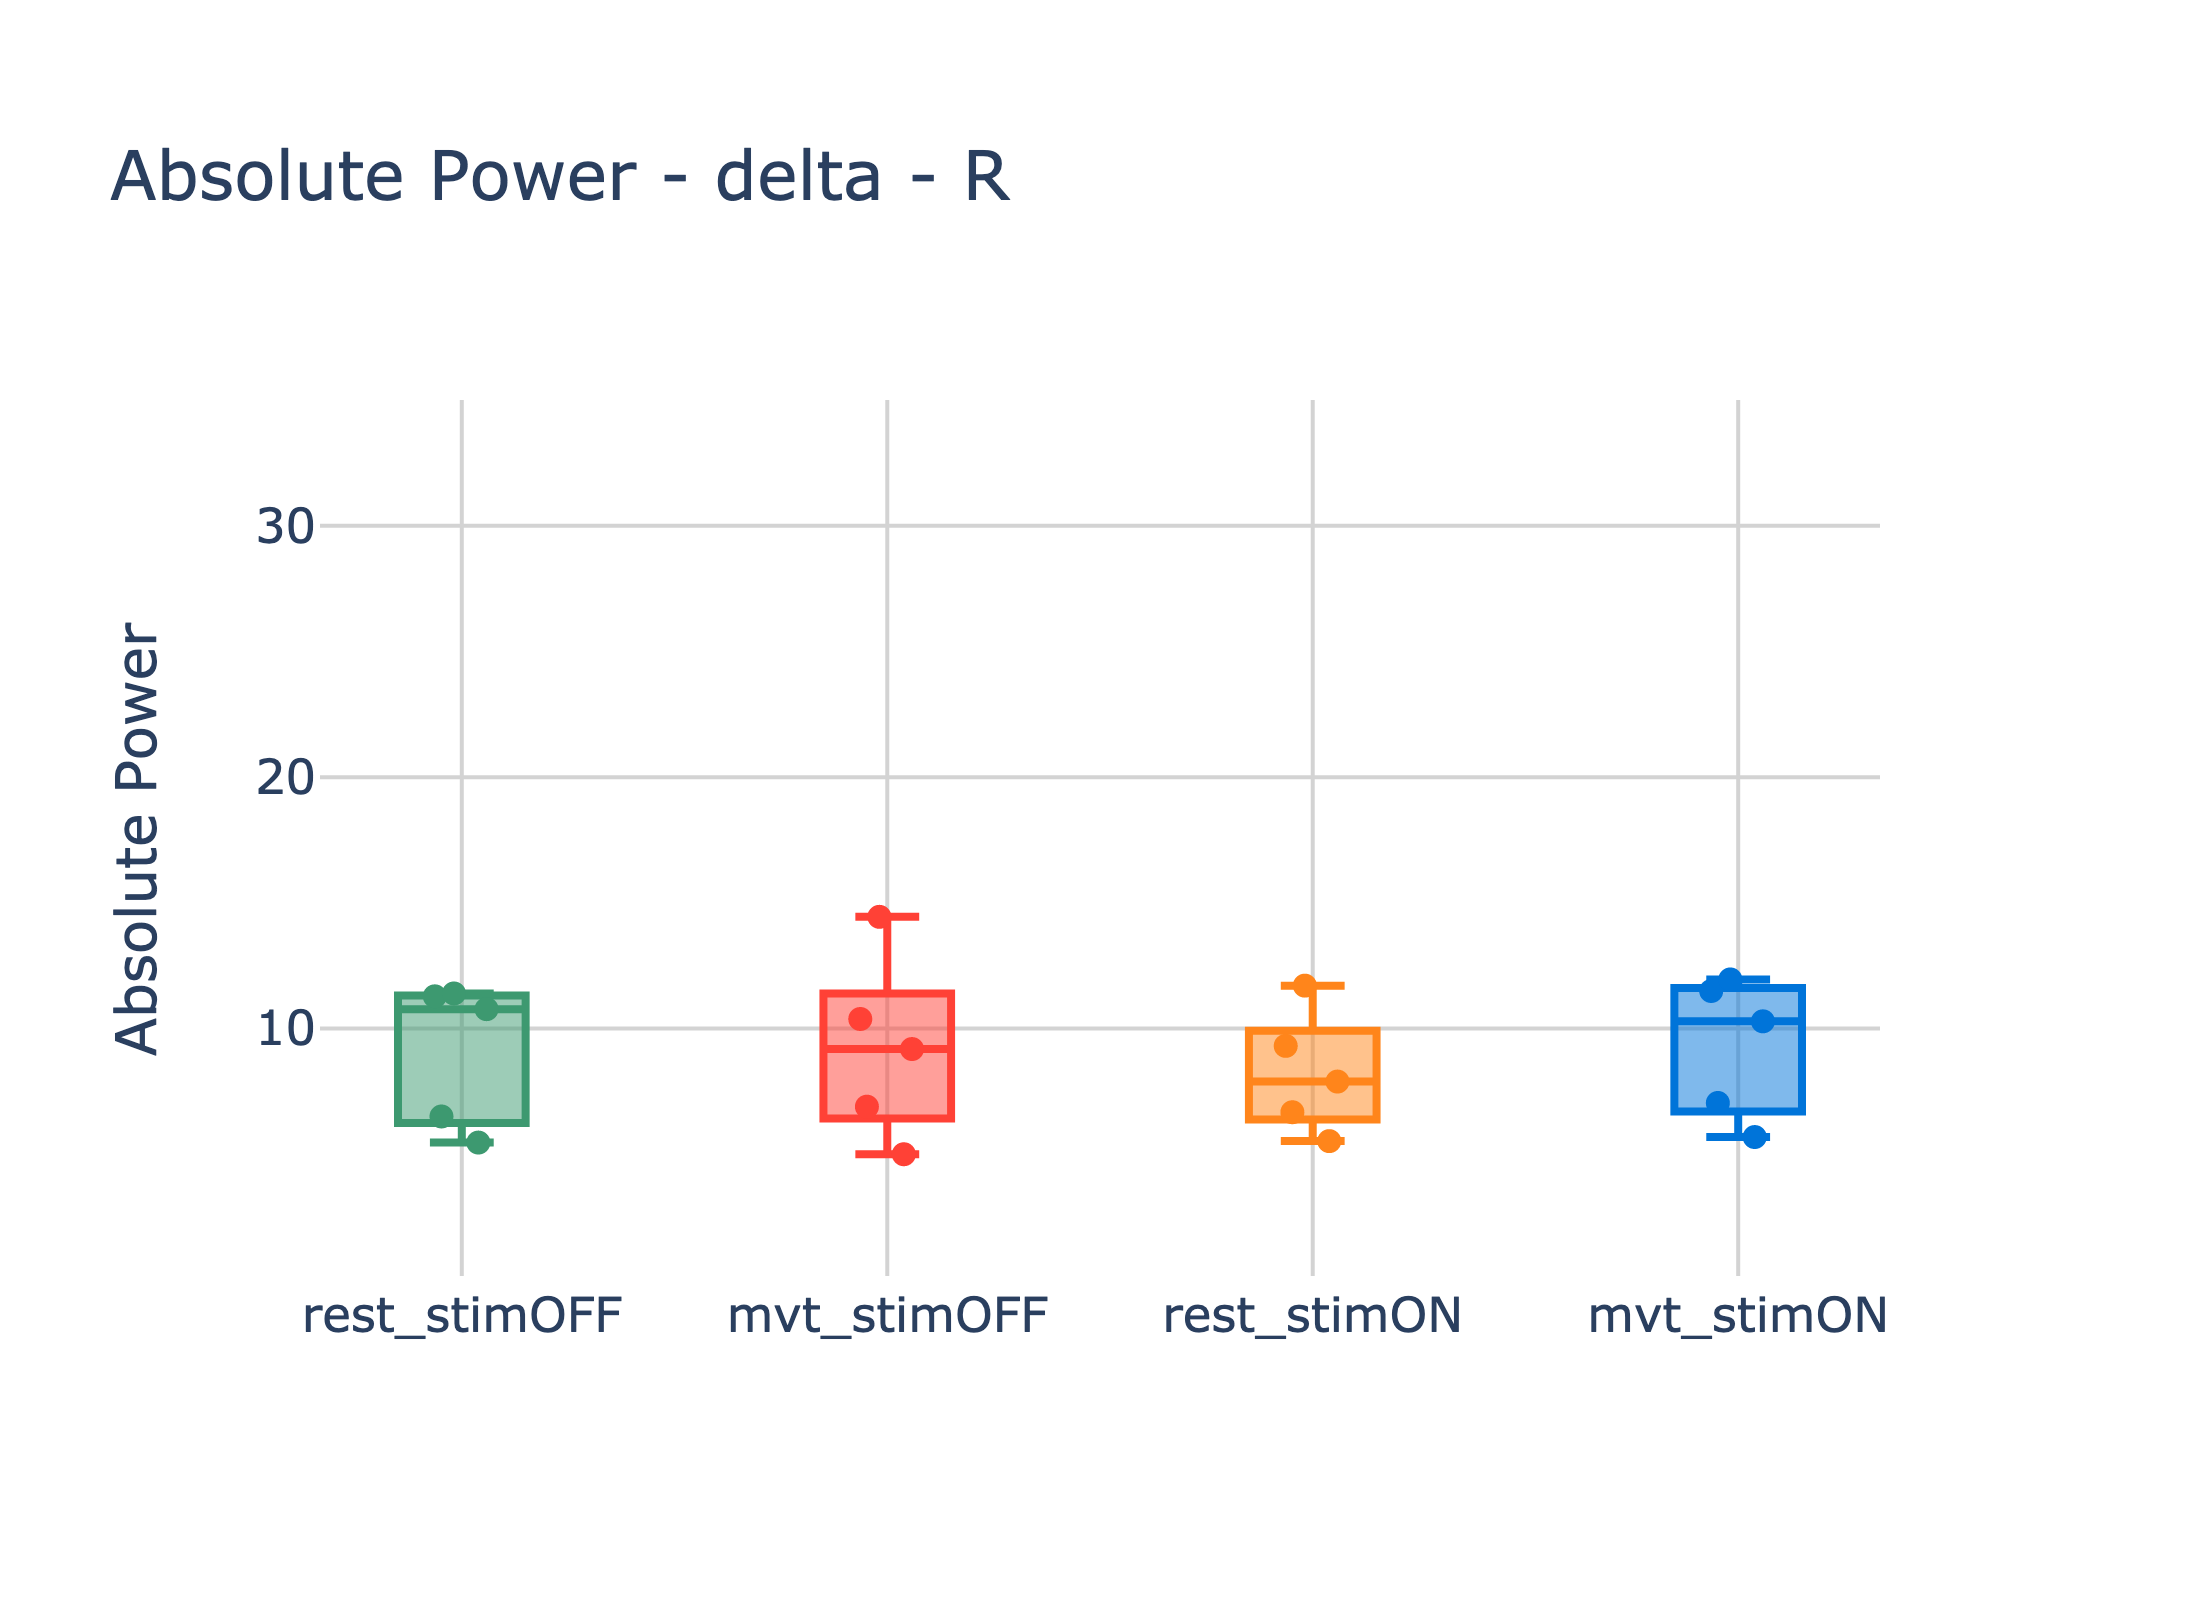 Absolute Power - delta - R
30
20
10
Absolute Power
rest_stimOFF
mvt_stimOFF
rest_stimON
mvt_stimON